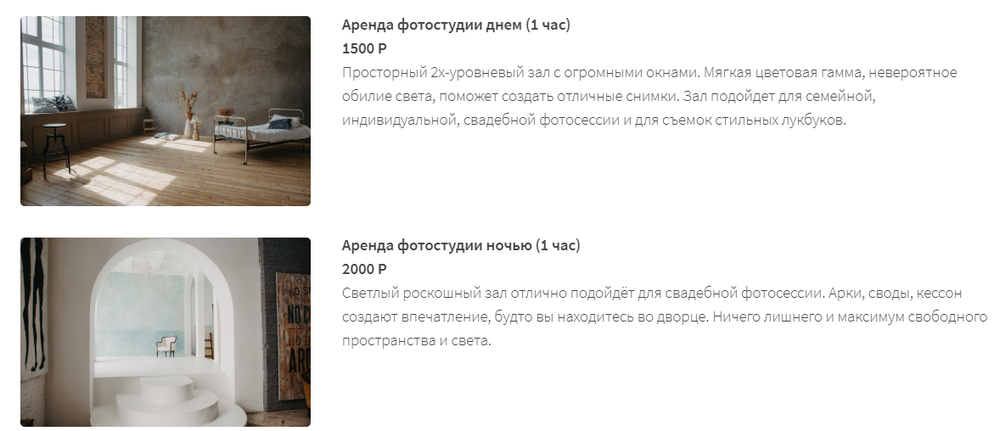 Аренда фотостудии днем (1 час)
1500 Р
Просторный 2х-уровневый зал с огромными окнами. Мягкая цветовая гамма, невероятное
обилие света, поможет создать отличные снимки. Зал подойдет для семейной,
индивидуальной, свадебной фотосессии и для съемок стильных лукбуков.
Аренда фотостудии ночью (1 час)
2000 Р
Светлый роскошный зал отлично подойдёт для свадебной фотосессии. Арки, своды, кессон
создают впечатление, будто вы находитесь во дворце. Ничего лишнего и максимум свободного
пространства и света.
NO
NO